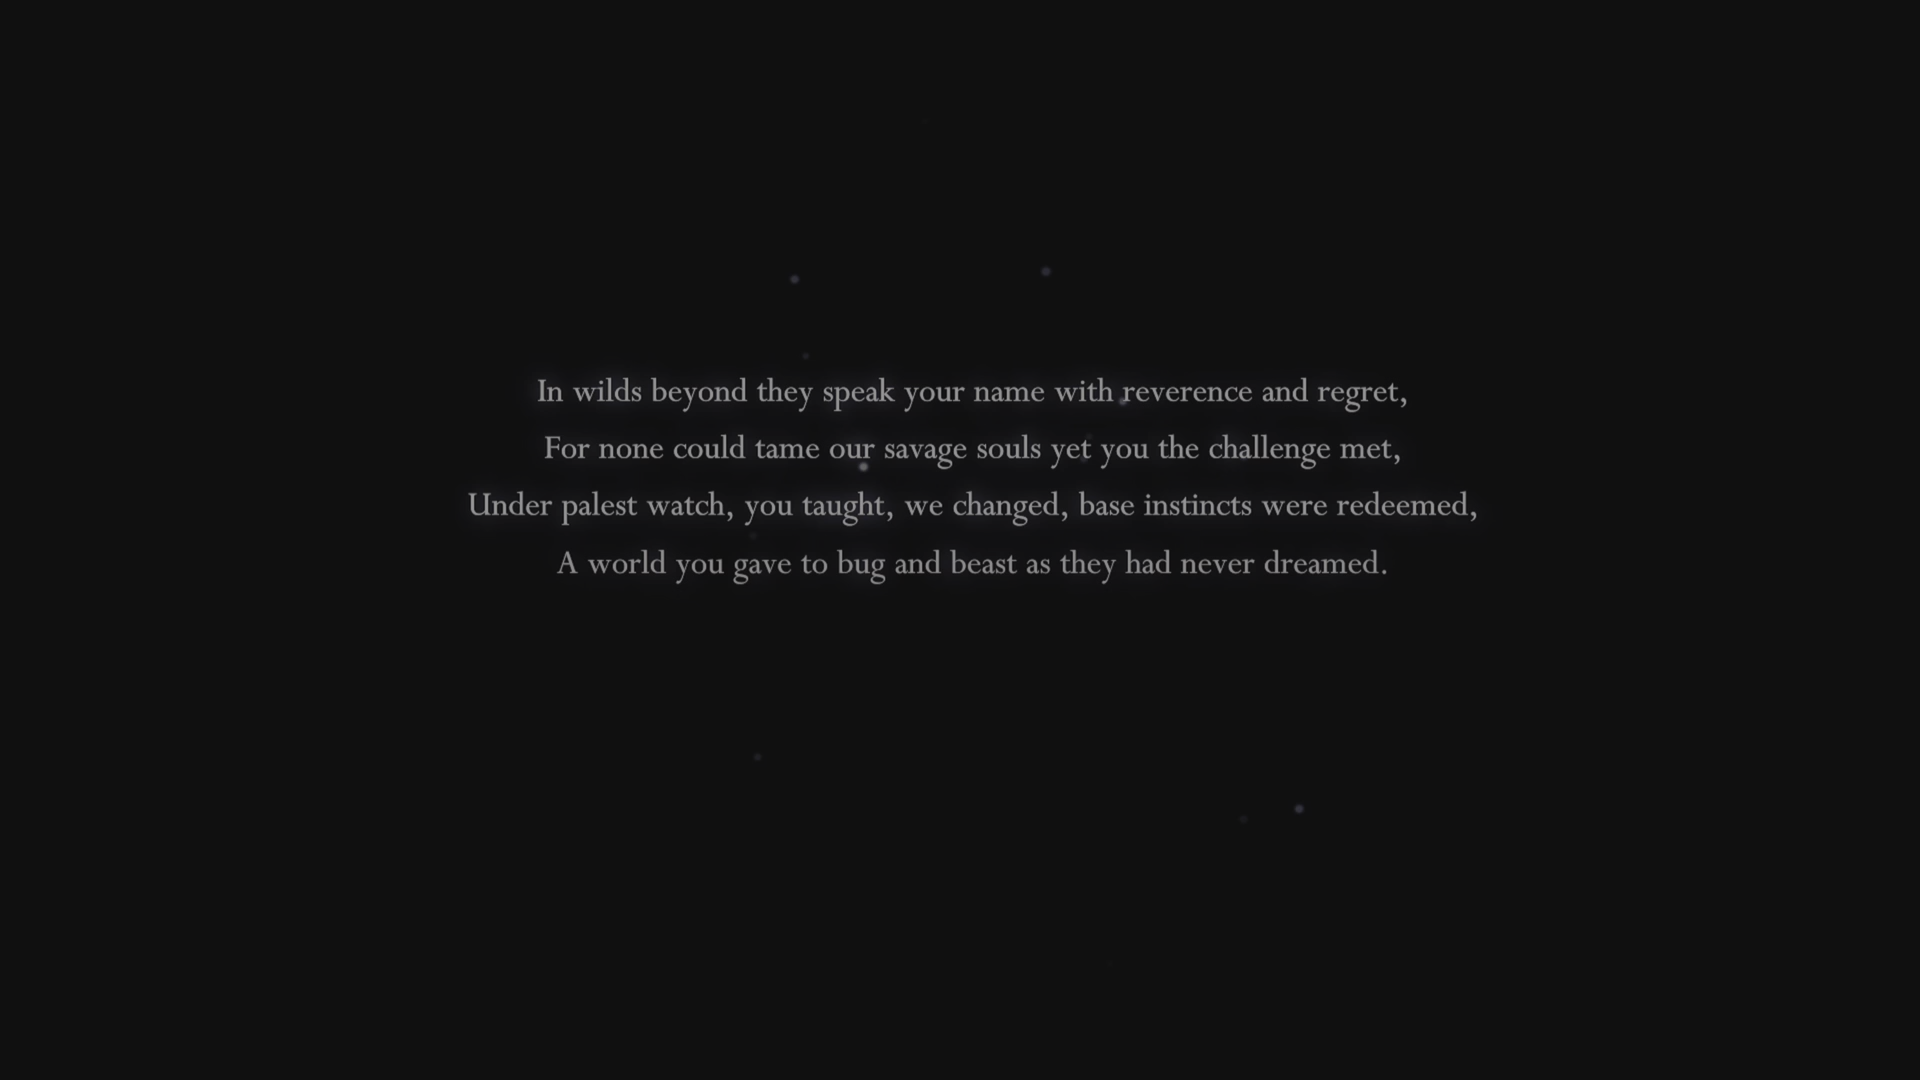 In wilds beyond they speak your name with reverence and regret,
For none could tame our savage souls yet you the challenge met,
Under palest watch, you taught, we changed, base instincts were redeemed,
A world you gave to bug and beast as they had never dreamed.